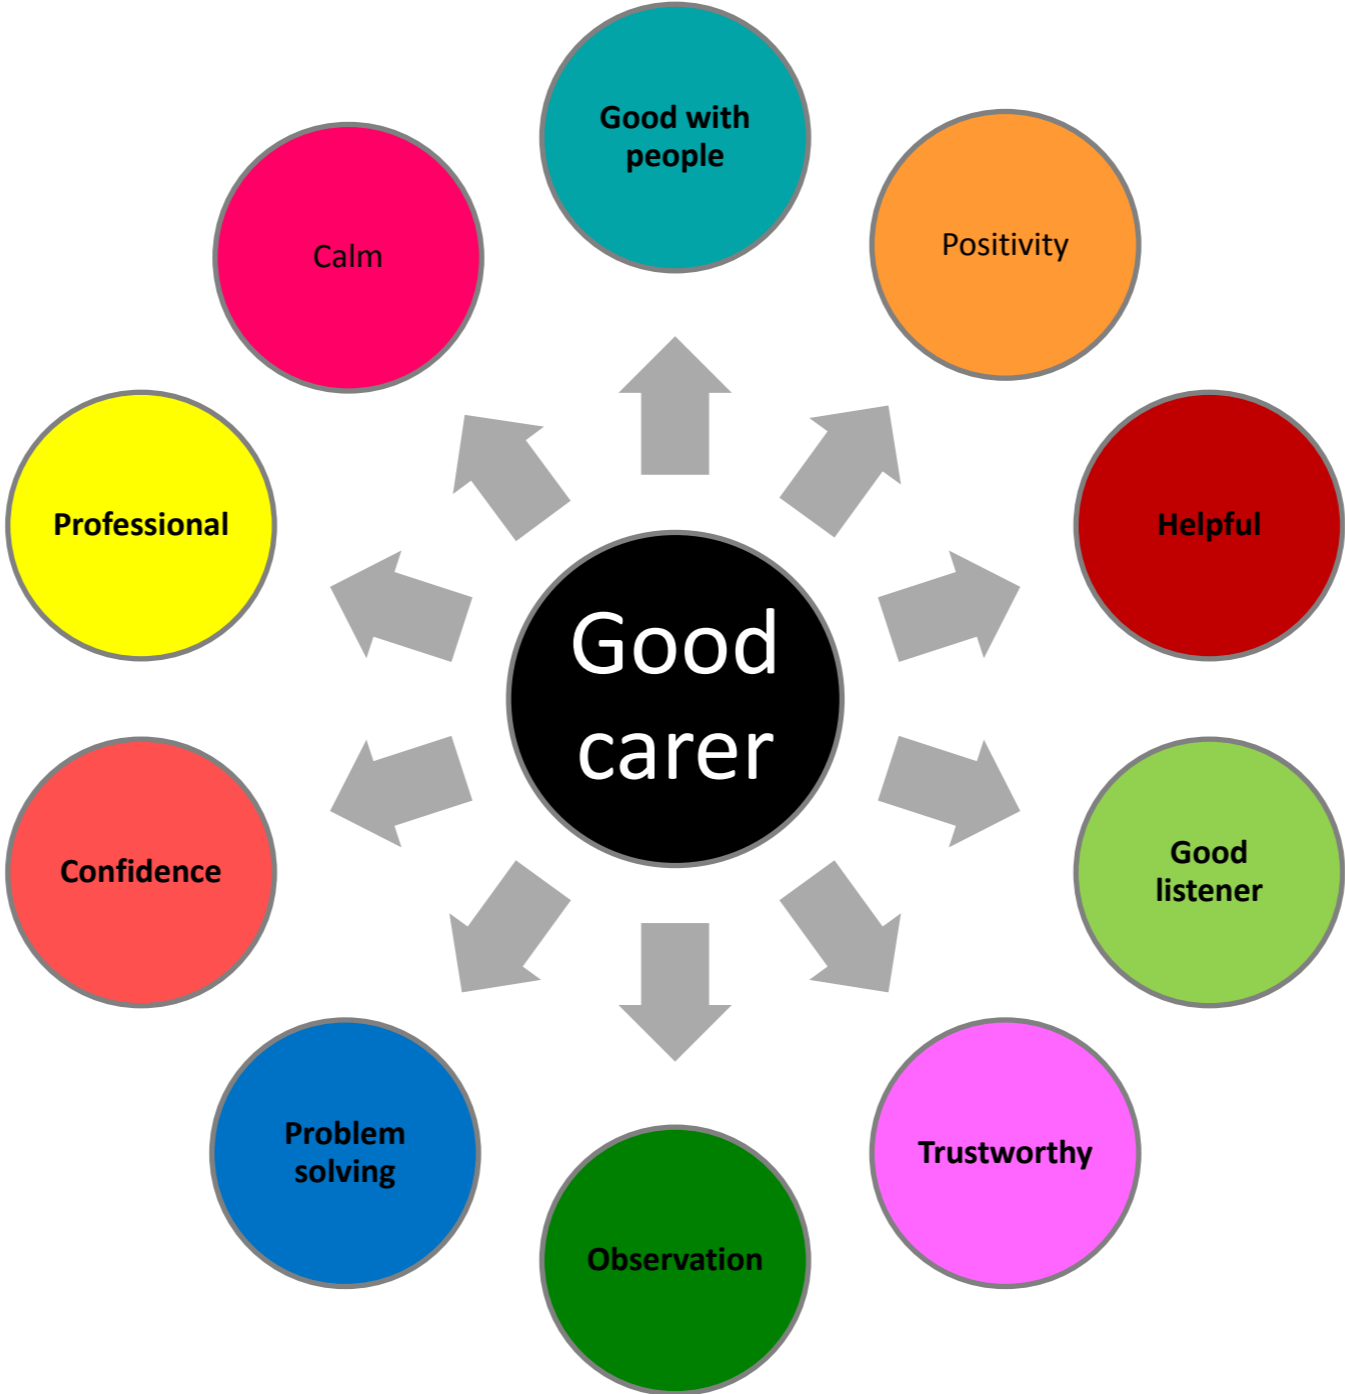 Good with
people
Positivity
Helpful
Good
listener
Trustworthy
Observation
Problem
solving
Confidence
Professional
Calm
Good
carer